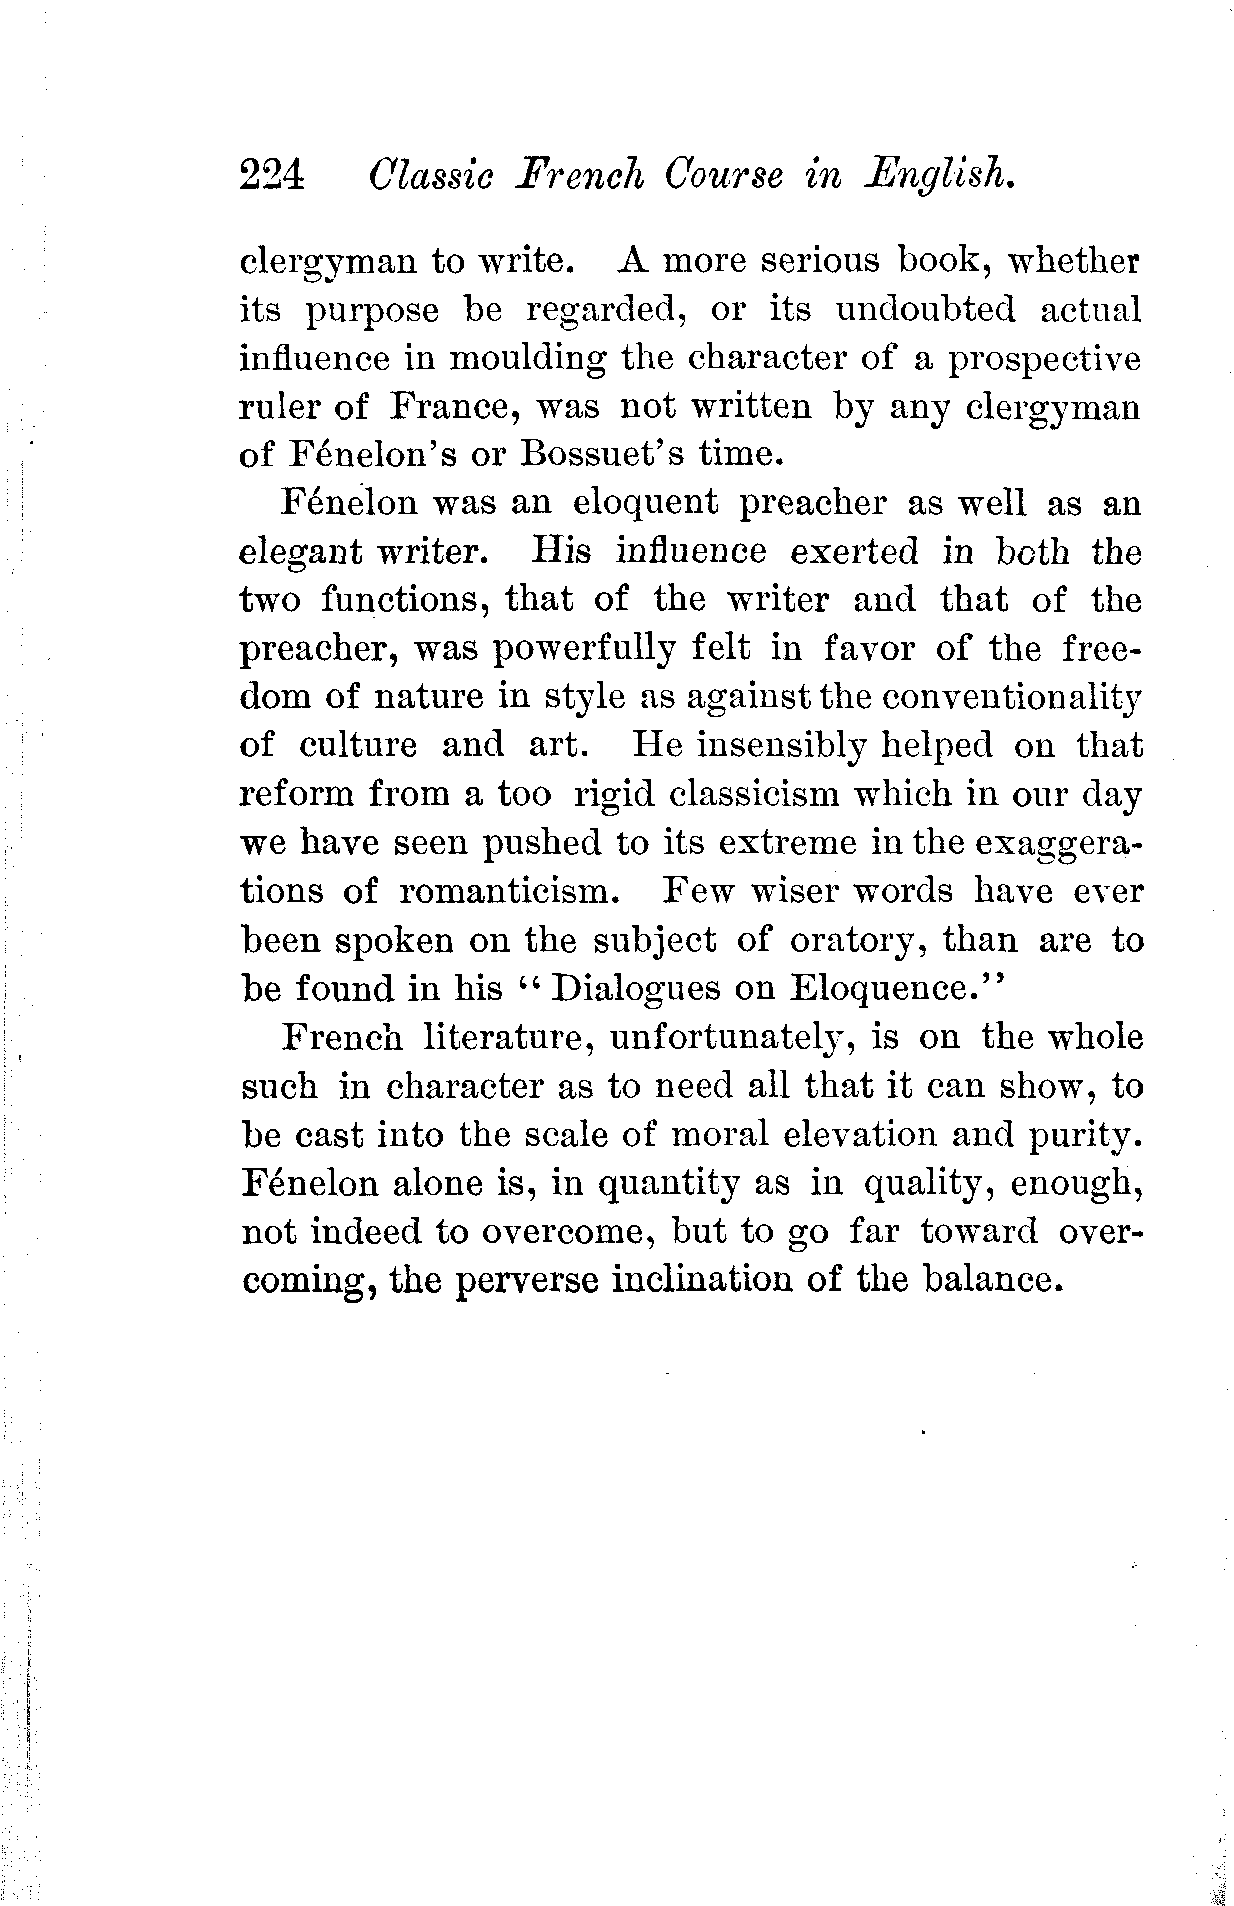 224 Classic French Course in English.
clergyman to write. A more serious book, whether
its purpose be regarded, or its undoubted actual
influence in moulding the character of a prospective
ruler of France, was not written by any clergyman
of Fénelon's or Bossuet's time.
Fénelon was an eloquent preacher as well as an
elegant writer. His influence exerted in both the
two functions, that of the writer and that of the
preacher, was powerfully felt in favor of the free-
dom of nature in style as against the conventionality
of culture and art. He insensibly helped on that
reform from a too rigid classicism which in our day
we have seen pushed to its extreme in the exaggera-
tions of romanticism. Few wiser words have ever
been spoken on the subject of oratory, than are to
be found in his “Dialogues on Eloquence.”
French literature, unfortunately, is on the whole
such in character as to need all that it can show, to
be cast into the scale of moral elevation and purity.
Fénelon alone is, in quantity as in quality, enough,
not indeed to overcome, but to go far toward over-
coming, the perverse inclination of the balance.